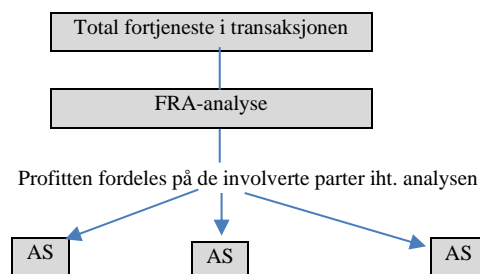 Total fortjeneste i transaksjonen
FRA-analyse
Profitten fordeles på de involverte parter iht. analysen
AS
AS
AS